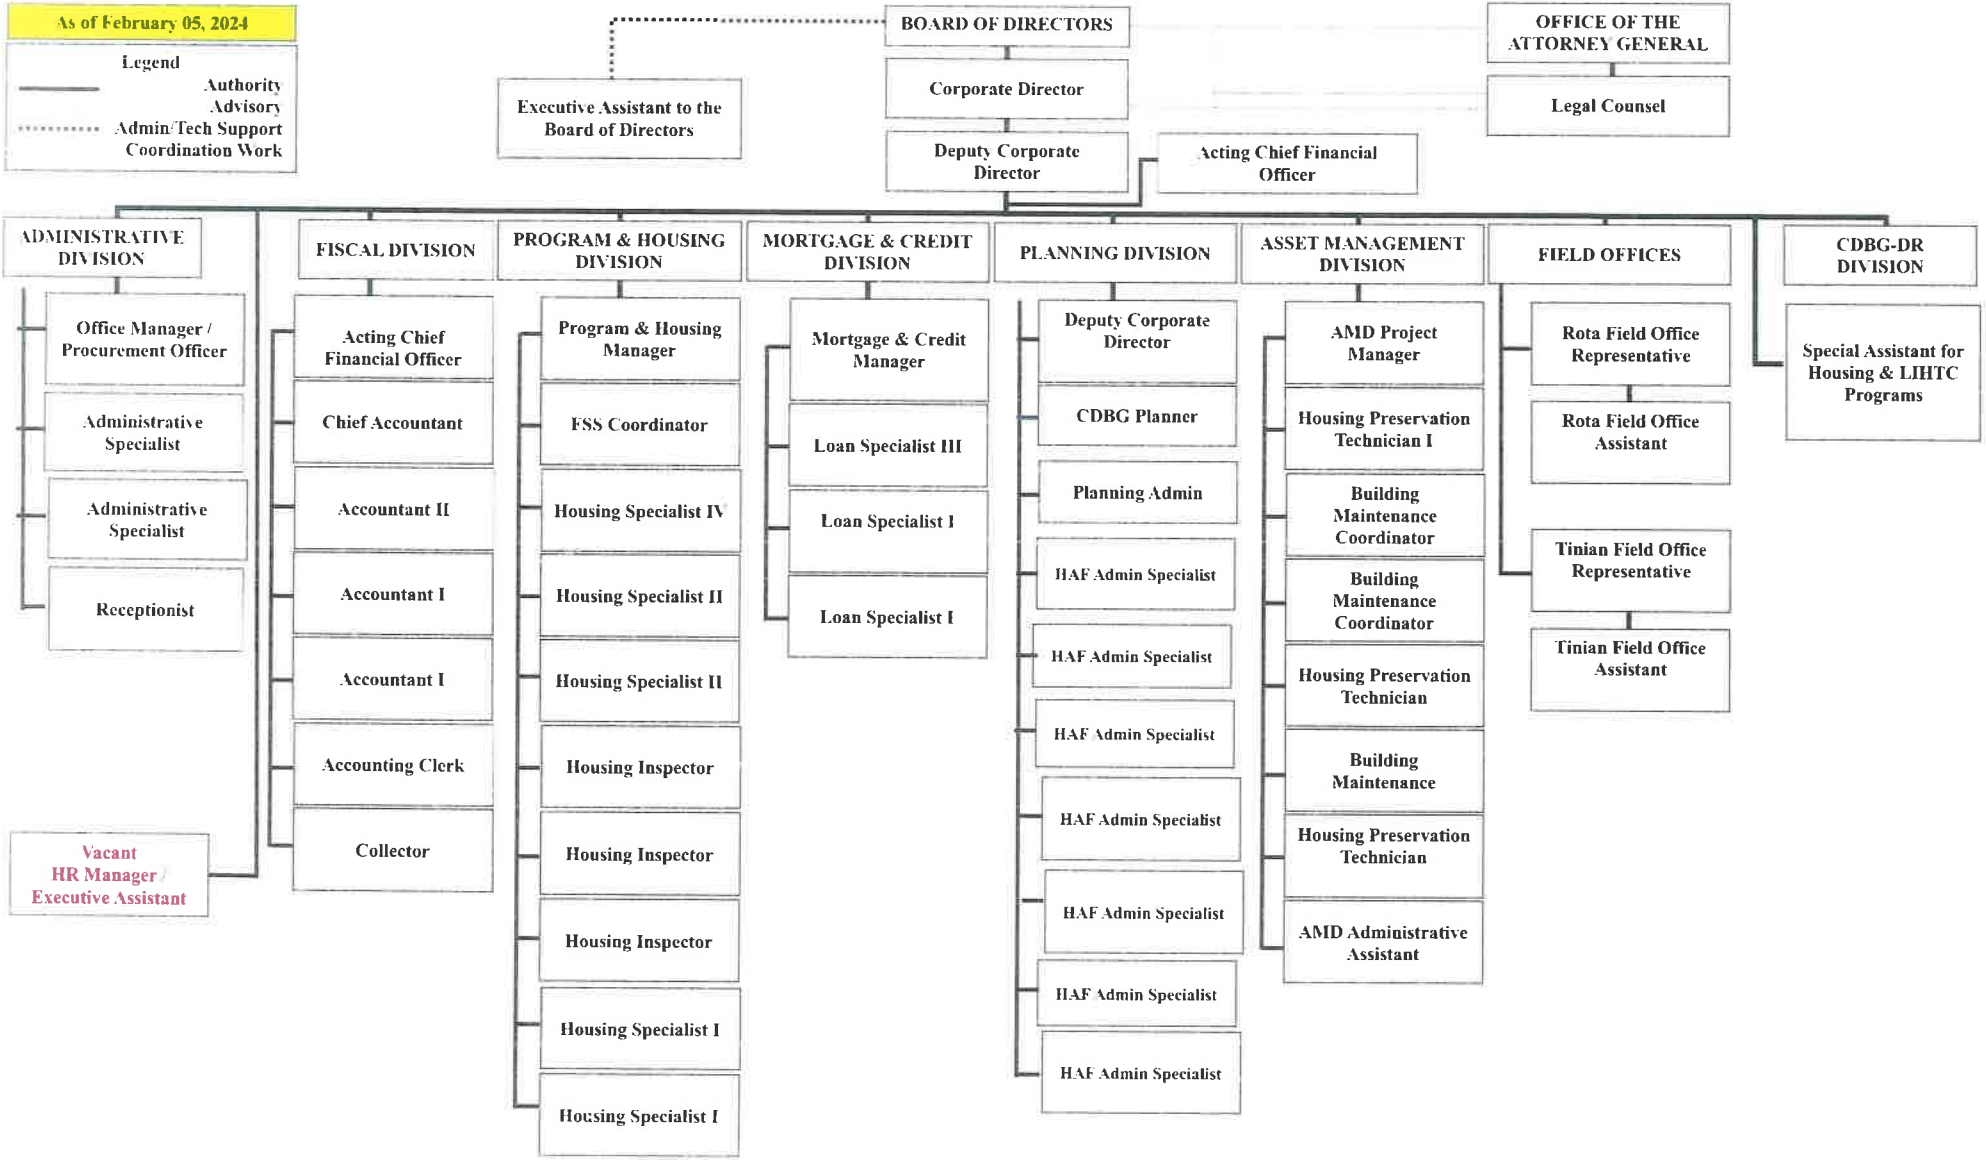 As of February 05, 2024
Legend
Authority
Advisory
Admin/Tech Support
Coordination Work
BOARD OF DIRECTORS
Executive Assistant to the
Board of Directors
Corporate Director
Deputy Corporate
Director
Acting Chief Financial
Officer
OFFICE OF THE
ATTORNEY GENERAL
Legal Counsel
ADMINISTRATIVE
DIVISION
Office Manager /
Procurement Officer
Administrative
Specialist
Administrative
Specialist
Receptionist
Vacant
HR Manager /
Executive Assistant
FISCAL DIVISION
Acting Chief
Financial Officer
Chief Accountant
Accountant II
Accountant I
Accountant I
Accounting Clerk
Collector
PROGRAM & HOUSING
DIVISION
Program & Housing
Manager
FSS Coordinator
Housing Specialist IV
Housing Specialist II
Housing Specialist II
Housing Inspector
Housing Inspector
Housing Inspector
Housing Specialist I
Housing Specialist I
MORTGAGE & CREDIT
DIVISION
Mortgage & Credit
Manager
Loan Specialist III
Loan Specialist I
Loan Specialist I
PLANNING DIVISION
Deputy Corporate
Director
CDBG Planner
Planning Admin
HAF Admin Specialist
HAF Admin Specialist
HAF Admin Specialist
HAF Admin Specialist
HAF Admin Specialist
HAF Admin Specialist
HAF Admin Specialist
ASSET MANAGEMENT
DIVISION
AMD Project
Manager
Housing Preservation
Technician I
Building
Maintenance
Coordinator
Building
Maintenance
Coordinator
Housing Preservation
Technician
Building
Maintenance
Housing Preservation
Technician
AMD Administrative
Assistant
FIELD OFFICES
Rota Field Office
Representative
Rota Field Office
Assistant
Tinian Field Office
Representative
Tinian Field Office
Assistant
CDBG-DR
DIVISION
Special Assistant for
Housing & LIHTC
Programs